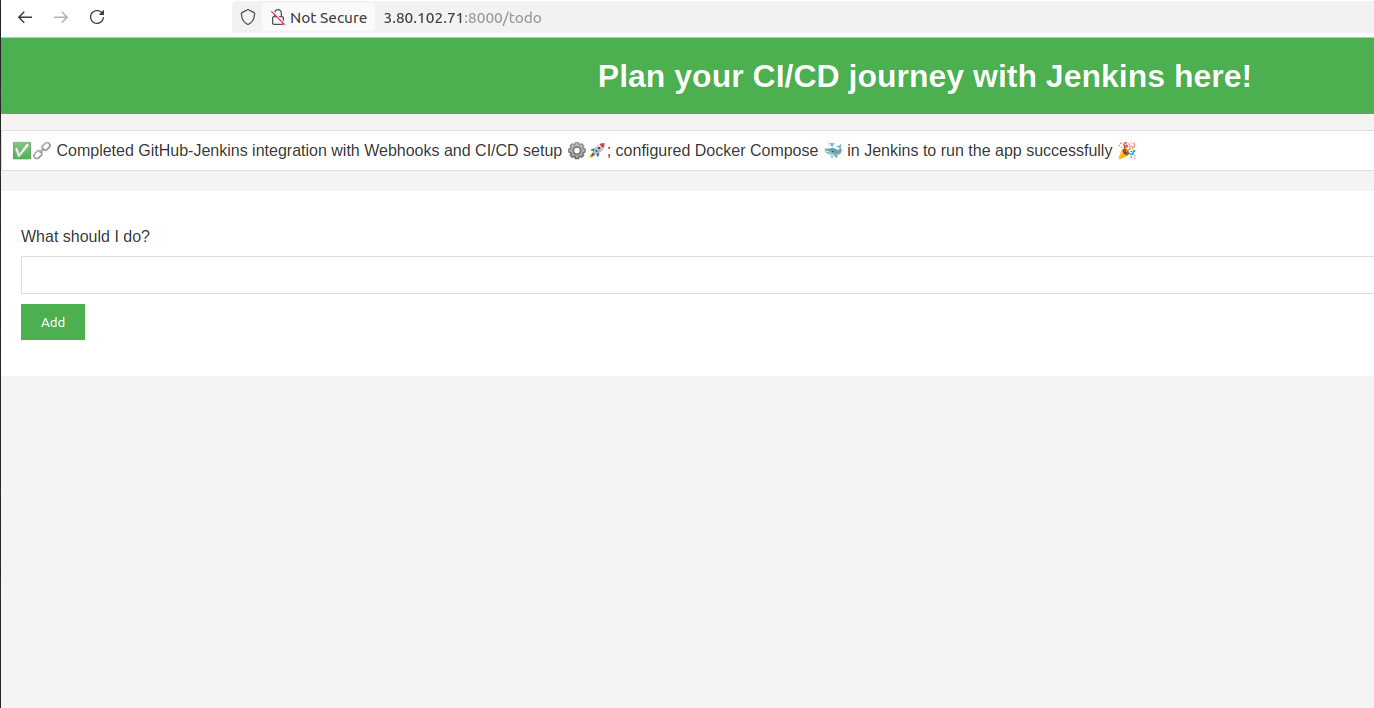 Not Secure 3.80.102.71:8000/todo
Plan your CI/CD journey with Jenkins here!
✅🔗 Completed GitHub-Jenkins integration with Webhooks and CI/CD setup ⚙️🚀; configured Docker Compose 🐳 in Jenkins to run the app successfully 🎉
What should I do?
Add